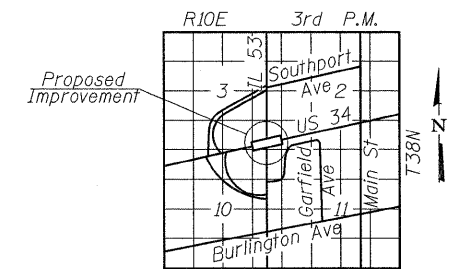 R10E 3rd P.M.
IL 53
Southport
Ave
3
2
Proposed
Improvement
US 34
N
T38N
Garfield
Ave
Main St
10
11
Burlington Ave